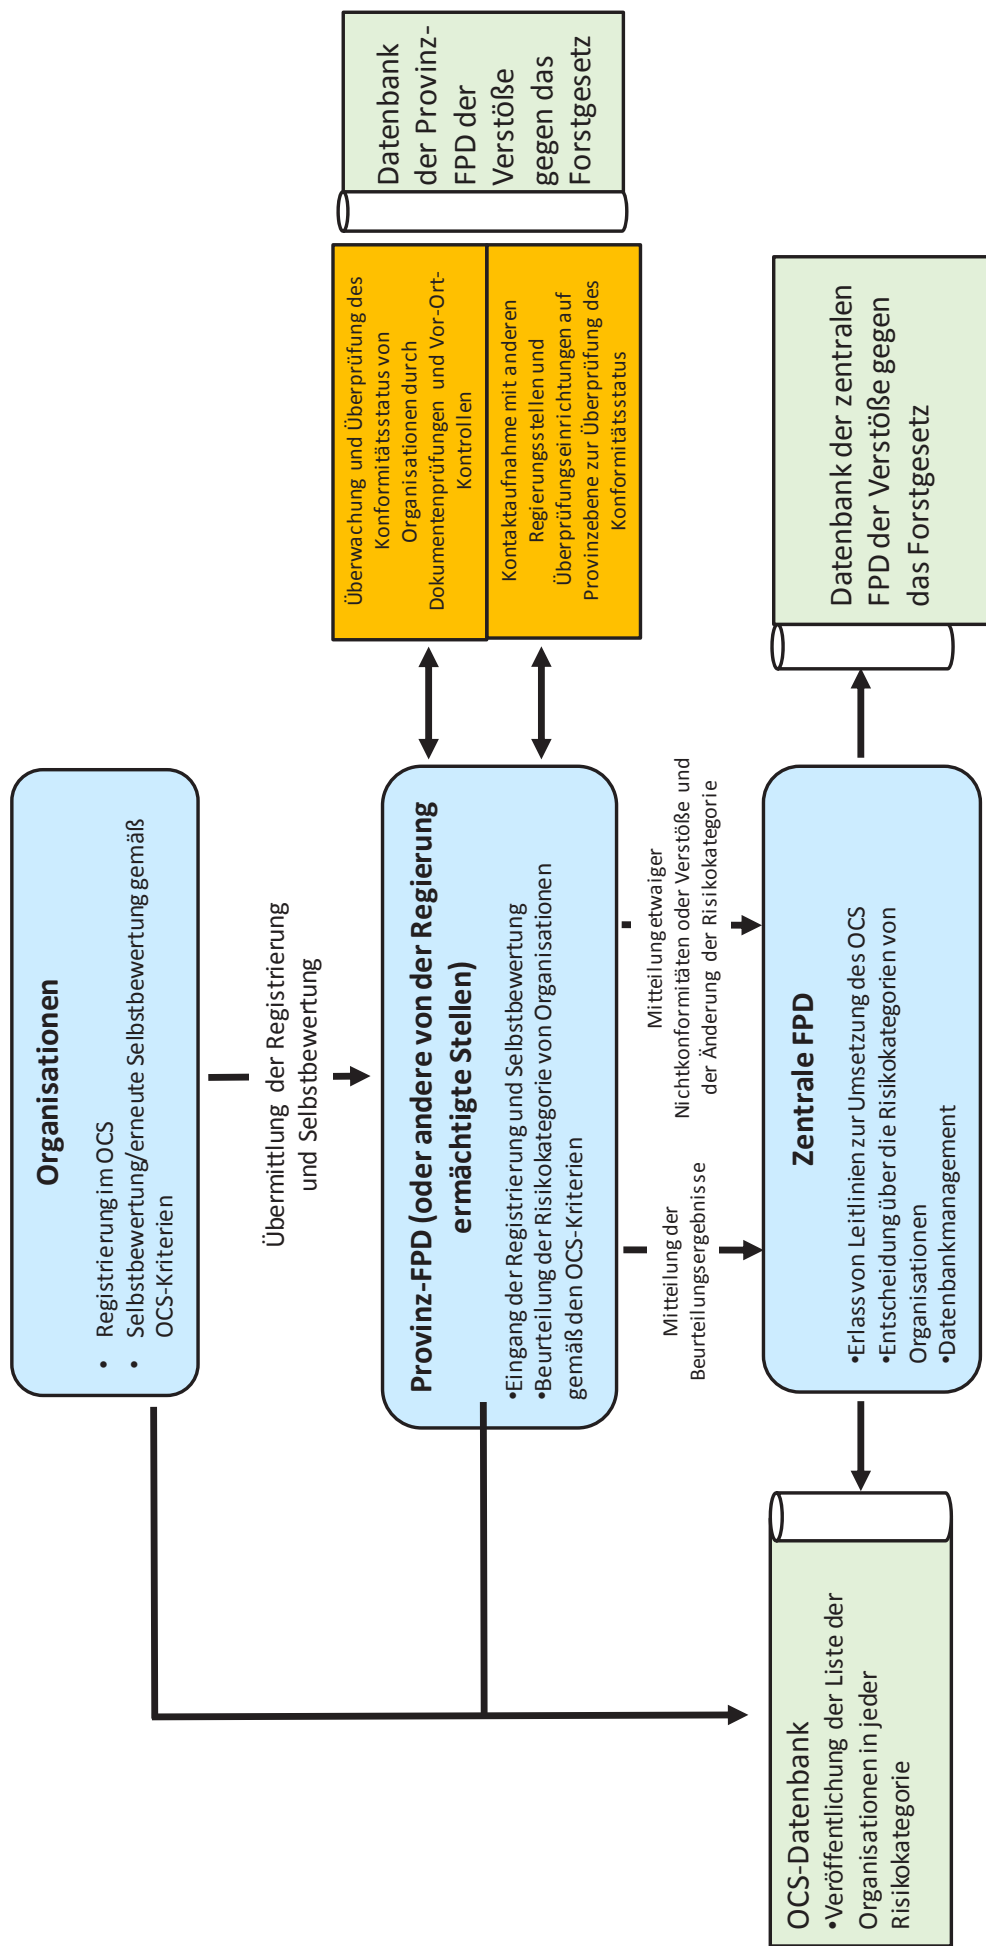 Organisationen
• Registrierung im OCS
• Selbstbewertung/erneute Selbstbewertung gemäß
OCS-Kriterien
Übermittlung der Registrierung
und Selbstbewertung
Provinz-FPD (oder andere von der Regierung
ermächtigte Stellen)
•Eingang der Registrierung und Selbstbewertung
•Beurteilung der Risikokategorie von Organisationen
gemäß den OCS-Kriterien
Überwachung und Überprüfung des
Konformitätsstatus von
Organisationen durch
Dokumentenprüfungen und Vor-Ort-
Kontrollen
Kontaktaufnahme mit anderen
Regierungsstellen und
Überprüfungseinrichtungen auf
Provinzebene zur Überprüfung des
Konformitätsstatus
Datenbank
der Provinz-
FPD der
Verstöße
gegen das
Forstgesetz
Mitteilung der
Beurteilungsergebnisse
Mitteilung etwaiger
Nichtkonformitäten oder Verstöße und
der Änderung der Risikokategorie
OCS-Datenbank
•Veröffentlichung der Liste der
Organisationen in jeder
Risikokategorie
Zentrale FPD
•Erlass von Leitlinien zur Umsetzung des OCS
•Entscheidung über die Risikokategorien von
Organisationen
•Datenbankmanagement
Datenbank der zentralen
FPD der Verstöße gegen
das Forstgesetz